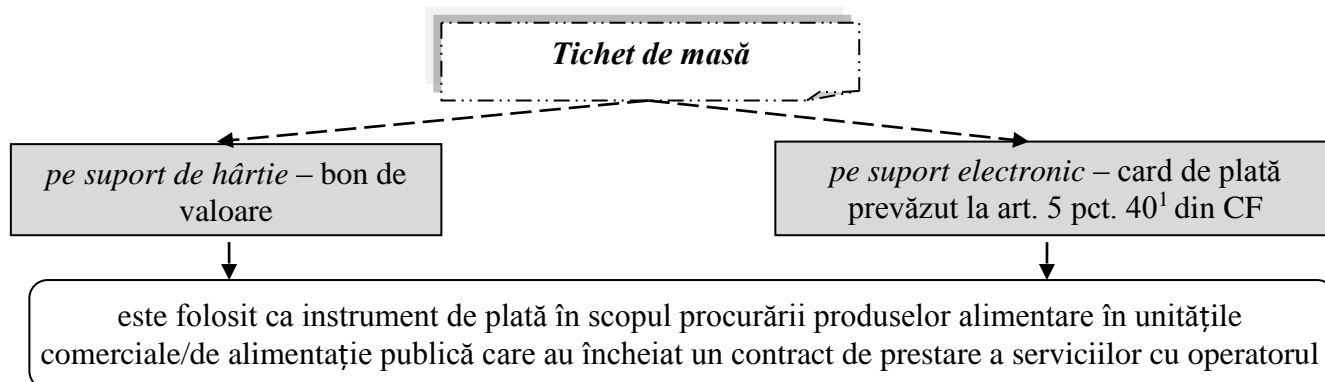 Tichet de masă
pe suport de hârtie – bon de
valoare
pe suport electronic – card de plată
prevăzut la art. 5 pct. 40¹ din CF
este folosit ca instrument de plată în scopul procurării produselor alimentare în unitățile
comerciale/de alimentație publică care au încheiat un contract de prestare a serviciilor cu operatorul